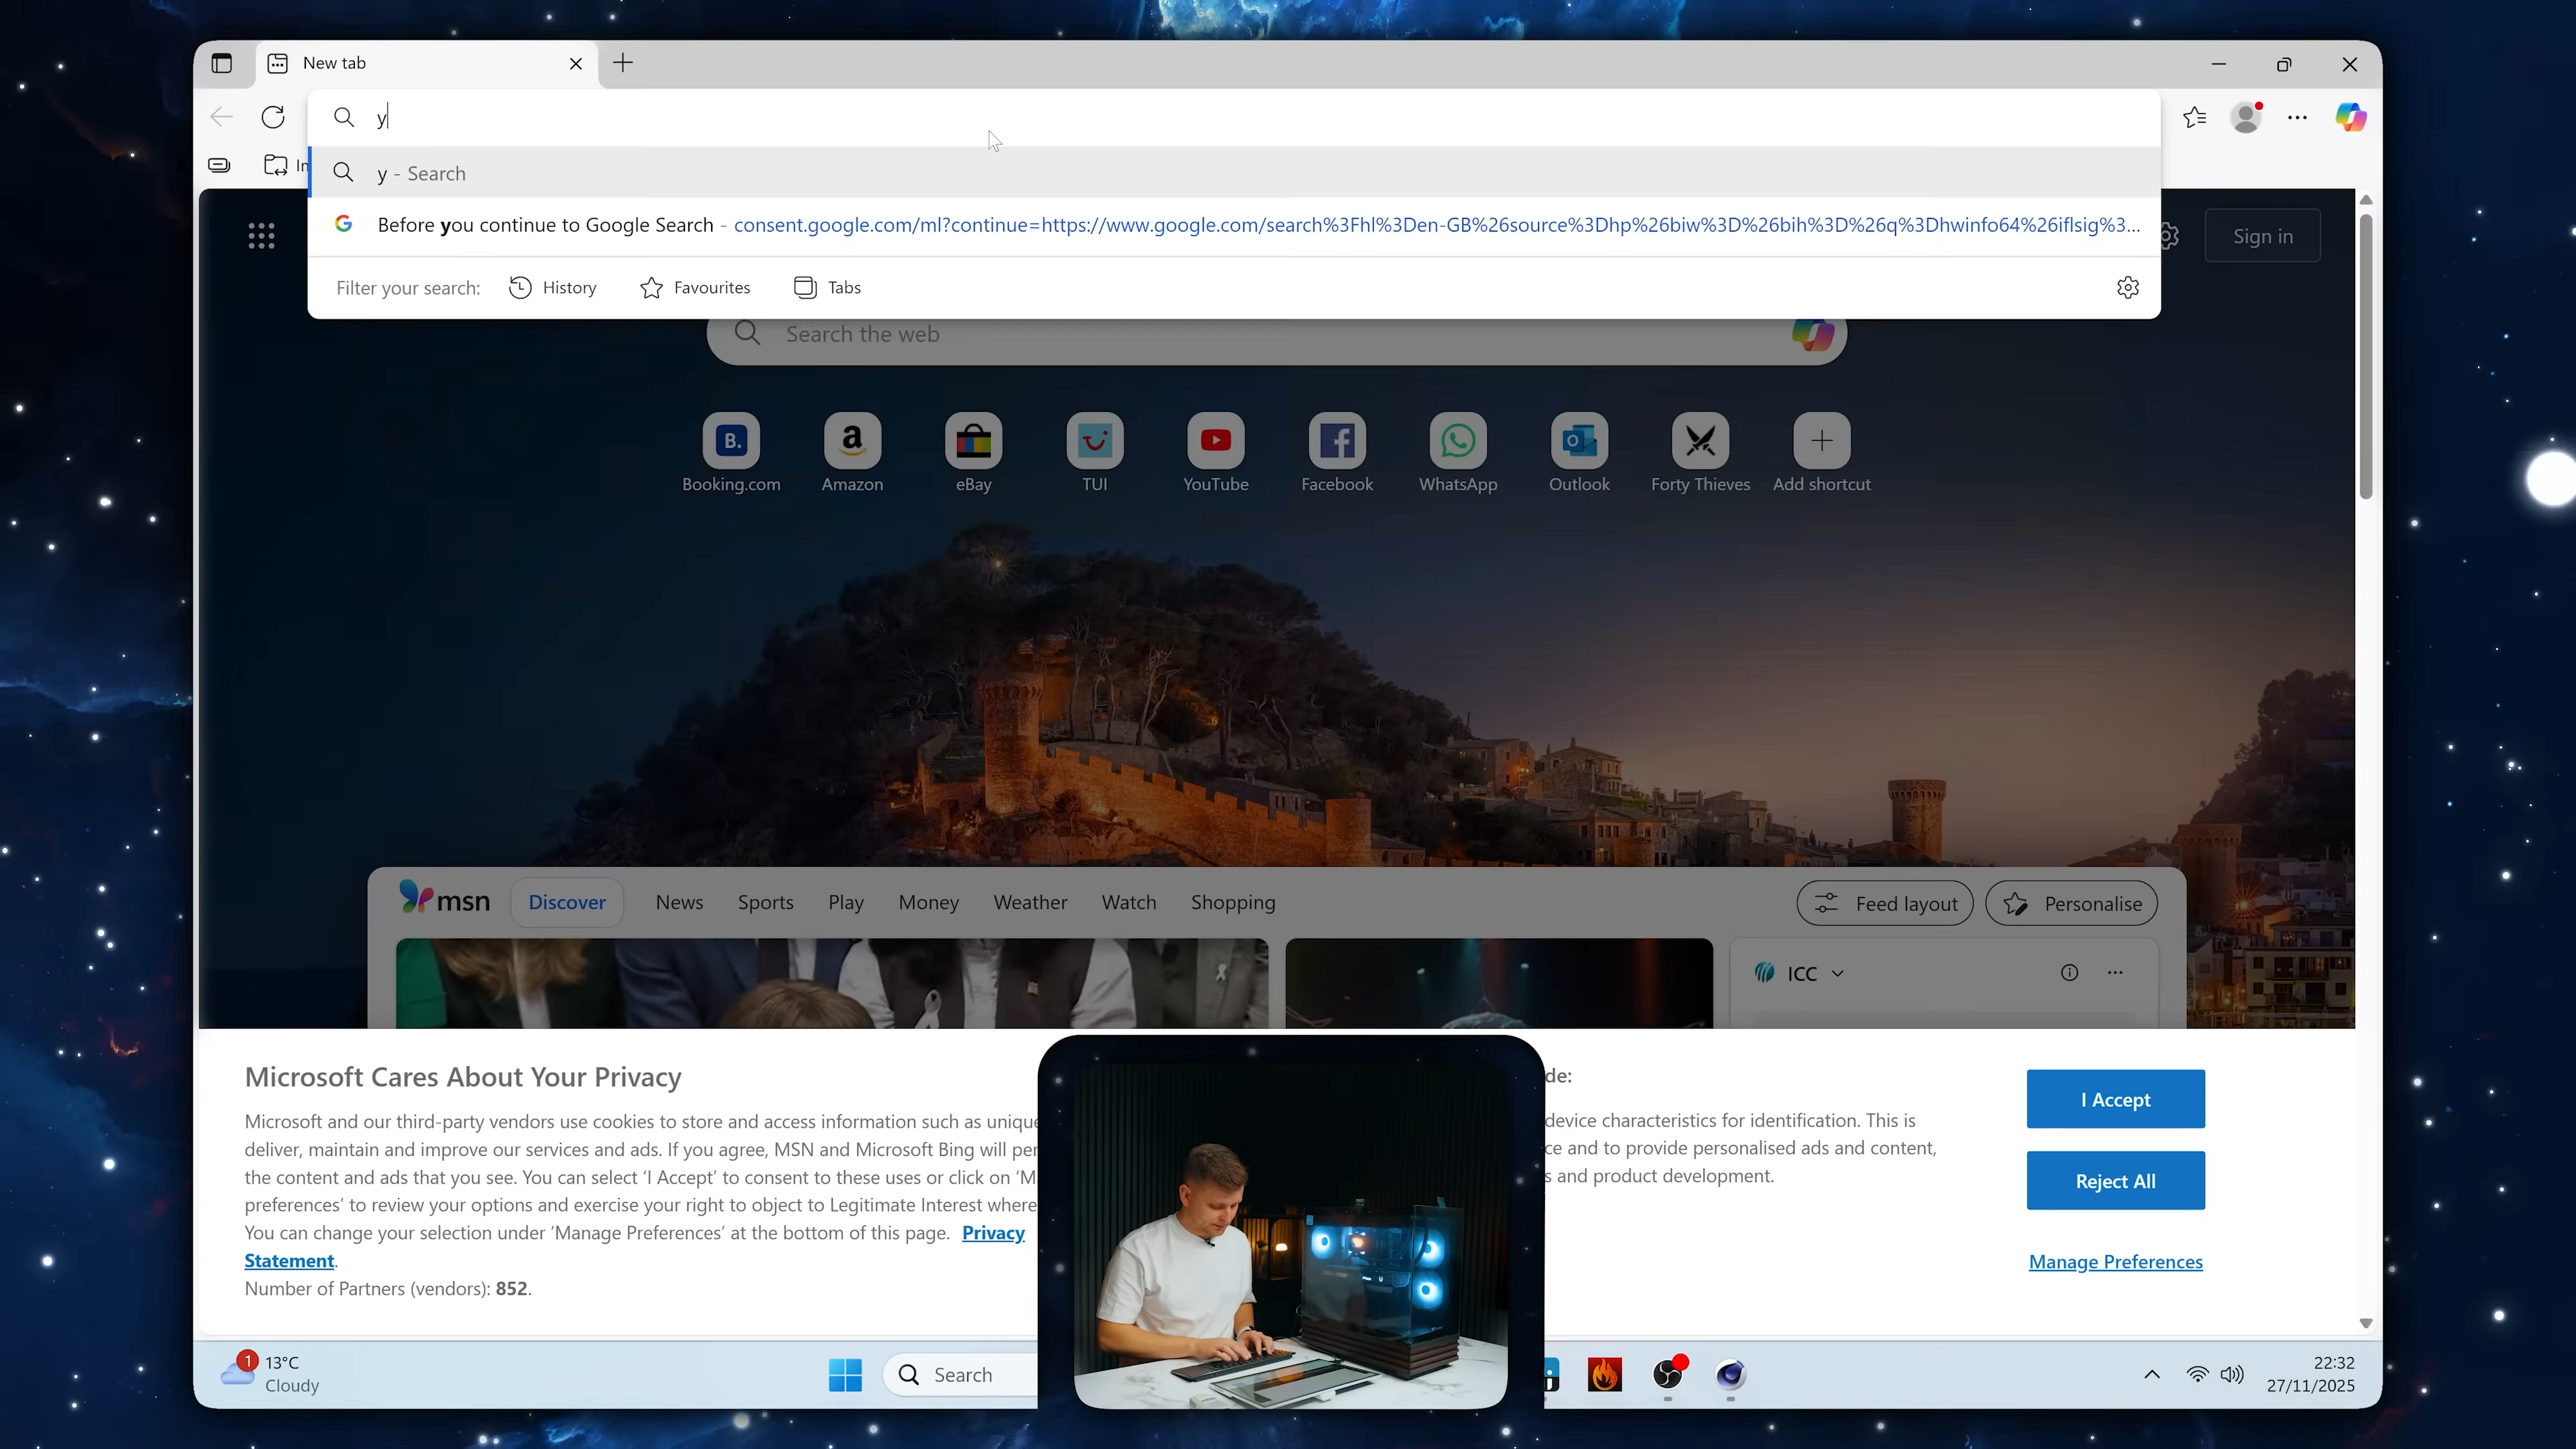 New tab
y
y - Search
Before you continue to Google Search - consent.google.com/ml?continue=https://www.google.com/search%3Fhl%3Den-GB%26source%3Dhp%26biw%3D%26bih%3D%26q%3Dhwinfo64%26iflsig%3...
Filter your search: History Favourites Tabs
Sign in
Search the web
B.
a
Booking.com Amazon eBay TUI YouTube Facebook WhatsApp Outlook Forty Thieves Add shortcut
msn Discover News Sports Play Money Weather Watch Shopping Feed layout Personalise
ICC
Microsoft Cares About Your Privacy
Microsoft and our third-party vendors use cookies to store and access information such as unique
deliver, maintain and improve our services and ads. If you agree, MSN and Microsoft Bing will
the content and ads that you see. You can select ‘I Accept’ to consent to these uses or click on
preferences’ to review your options and exercise your right to object to Legitimate Interest where
You can change your selection under ‘Manage Preferences’ at the bottom of this page. Privacy
Statement.
Number of Partners (vendors): 852.
de:
device characteristics for identification. This is
ce and to provide personalised ads and content,
s and product development.
I Accept
Reject All
Manage Preferences
1
13°C
Cloudy
Search
22:32
27/11/2025